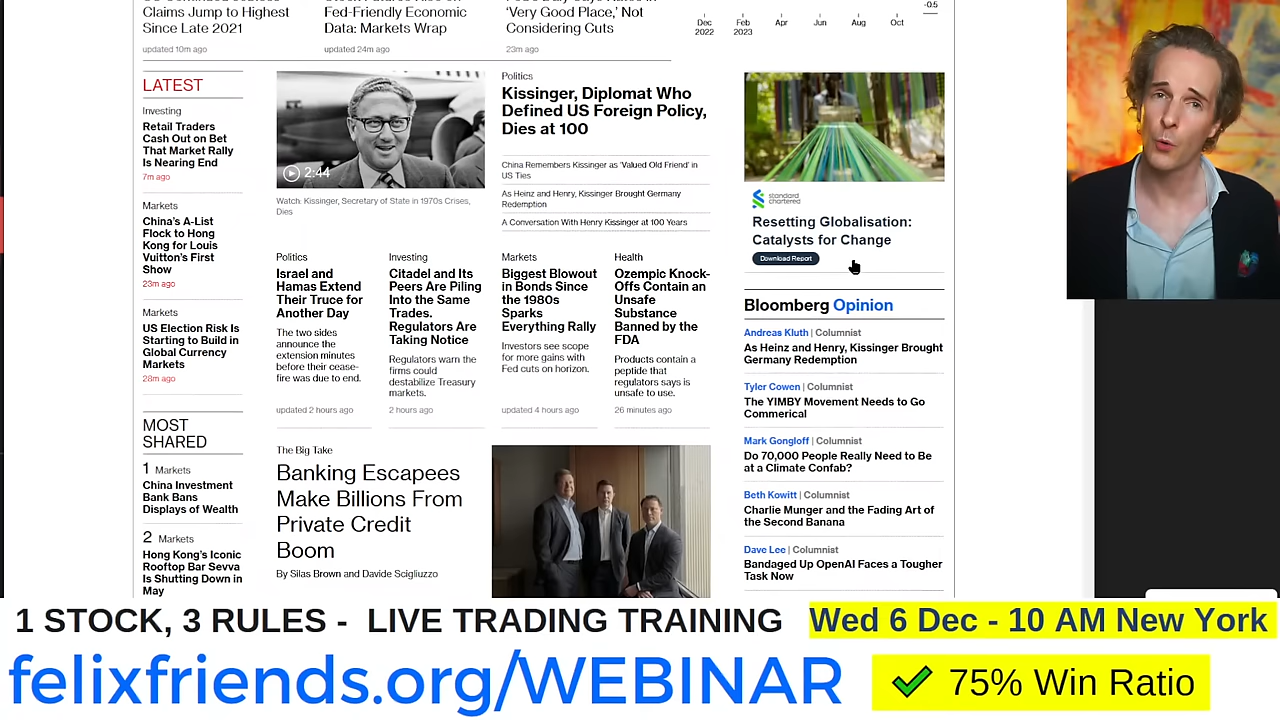 Claims Jump to Highest
Since Late 2021
updated 10m ago
Fed-Friendly Economic
Data: Markets Wrap
updated 24m ago
'Very Good Place,' Not
Considering Cuts
23m ago
-0.5
Dec
2022
Feb
2023
Apr
Jun
Aug
Oct
LATEST
Investing
Retail Traders
Cash Out on Bet
That Market Rally
Is Nearing End
7m ago
Markets
China's A-List
Flock to Hong
Kong for Louis
Vuitton's First
Show
23m ago
Markets
US Election Risk Is
Starting to Build in
Global Currency
Markets
28m ago
MOST
SHARED
1 Markets
China Investment
Bank Bans
Displays of Wealth
2 Markets
Hong Kong's Iconic
Rooftop Bar Sevva
Is Shutting Down in
May
2:44
Watch: Kissinger, Secretary of State in 1970s Crises,
Dies
Politics
Kissinger, Diplomat Who
Defined US Foreign Policy,
Dies at 100
China Remembers Kissinger as 'Valued Old Friend' in
US Ties
As Heinz and Henry, Kissinger Brought Germany
Redemption
A Conversation With Henry Kissinger at 100 Years
Politics
Israel and
Hamas Extend
Their Truce for
Another Day
The two sides
announce the
extension minutes
before their cease-
fire was due to end.
updated 2 hours ago
Investing
Citadel and Its
Peers Are Piling
Into the Same
Trades.
Regulators Are
Taking Notice
Regulators warn the
firms could
destabilize Treasury
markets.
2 hours ago
Markets
Biggest Blowout
in Bonds Since
the 1980s
Sparks
Everything Rally
Investors see scope
for more gains with
Fed cuts on horizon.
updated 4 hours ago
Health
Ozempic Knock-
Offs Contain an
Unsafe
Substance
Banned by the
FDA
Products contain a
peptide that
regulators says is
unsafe to use.
26 minutes ago
The Big Take
Banking Escapees
Make Billions From
Private Credit
Boom
By Silas Brown and Davide Scigliuzzo
standard
chartered
Resetting Globalisation:
Catalysts for Change
Download Report
Bloomberg Opinion
Andreas Kluth | Columnist
As Heinz and Henry, Kissinger Brought
Germany Redemption
Tyler Cowen | Columnist
The YIMBY Movement Needs to Go
Commerical
Mark Gongloff | Columnist
Do 70,000 People Really Need to Be
at a Climate Confab?
Beth Kowitt | Columnist
Charlie Munger and the Fading Art of
the Second Banana
Dave Lee | Columnist
Bandaged Up OpenAI Faces a Tougher
Task Now
1 STOCK, 3 RULES - LIVE TRADING TRAINING
Wed 6 Dec - 10 AM New York
felixfriends.org/WEBINAR
75% Win Ratio